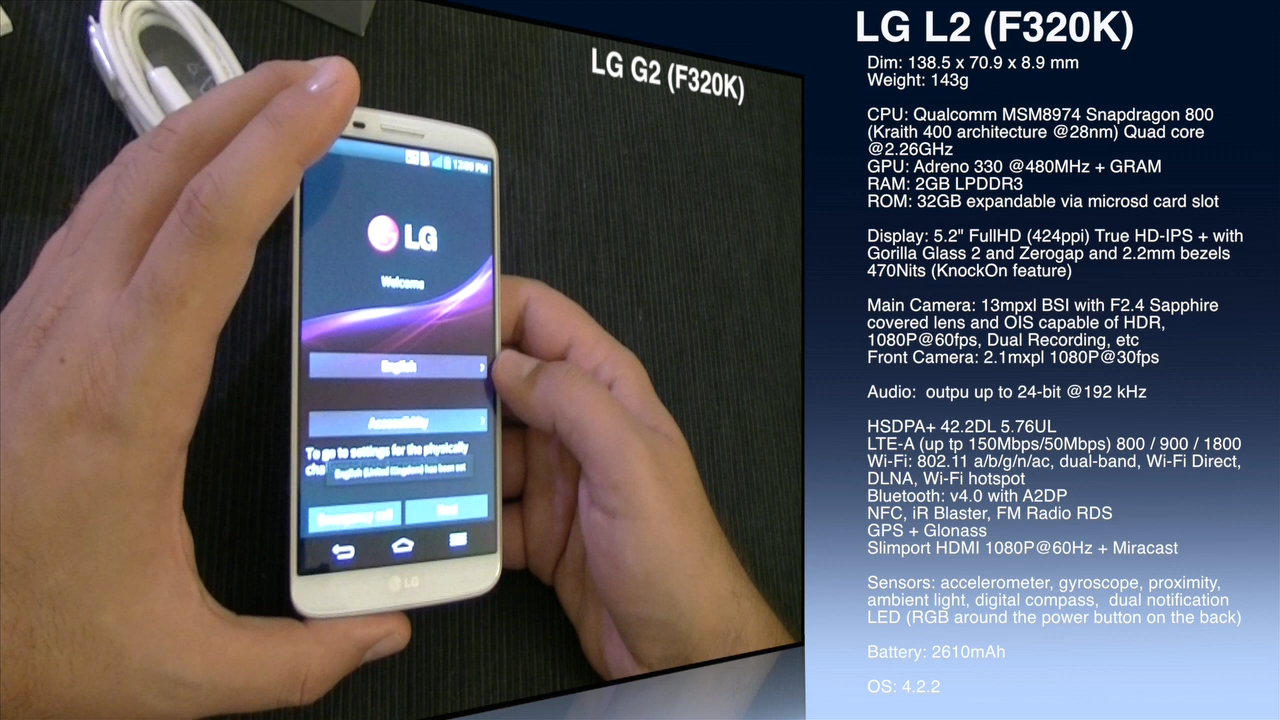 LG G2 (F320K)
12:00 PM
LG
Welcome
English
Accessibility
To go to settings for the physically
cha
English (United Kingdom) has been set
Emergency call
Next
LG
LG L2 (F320K)
Dim: 138.5 x 70.9 x 8.9 mm
Weight: 143g
CPU: Qualcomm MSM8974 Snapdragon 800
(Kraith 400 architecture @28nm) Quad core
@2.26GHz
GPU: Adreno 330 @480MHz + GRAM
RAM: 2GB LPDDR3
ROM: 32GB expandable via microsd card slot
Display: 5.2" FullHD (424ppi) True HD-IPS + with
Gorilla Glass 2 and Zerogap and 2.2mm bezels
470Nits (KnockOn feature)
Main Camera: 13mpxl BSI with F2.4 Sapphire
covered lens and OIS capable of HDR,
1080P@60fps, Dual Recording, etc
Front Camera: 2.1mxpl 1080P@30fps
Audio:  outpu up to 24-bit @192 kHz
HSDPA+ 42.2DL 5.76UL
LTE-A (up tp 150Mbps/50Mbps) 800 / 900 / 1800
Wi-Fi: 802.11 a/b/g/n/ac, dual-band, Wi-Fi Direct,
DLNA, Wi-Fi hotspot
Bluetooth: v4.0 with A2DP
NFC, iR Blaster, FM Radio RDS
GPS + Glonass
Slimport HDMI 1080P@60Hz + Miracast
Sensors: accelerometer, gyroscope, proximity,
ambient light, digital compass,  dual notification
LED (RGB around the power button on the back)
Battery: 2610mAh
OS: 4.2.2